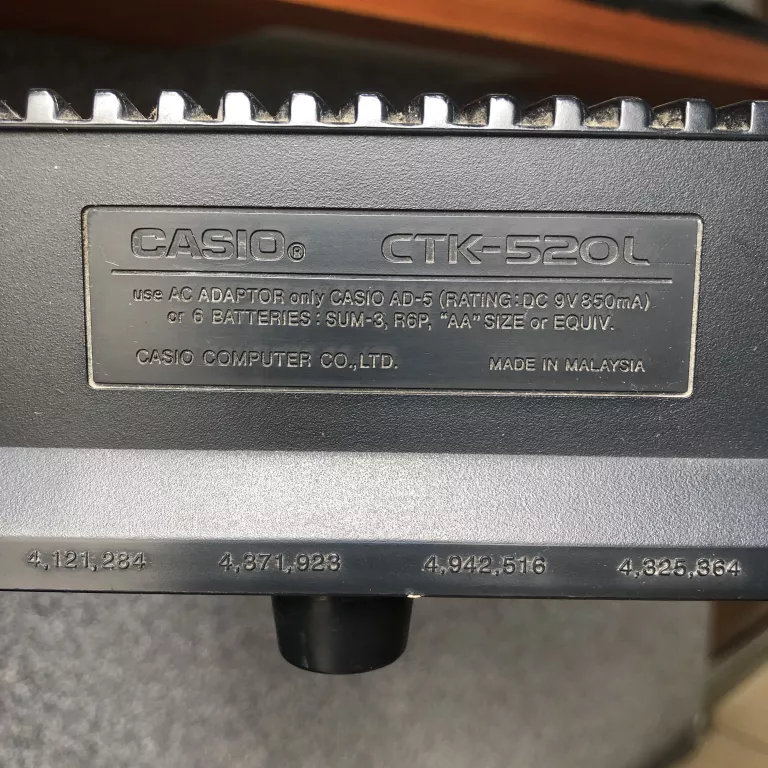 CASIO® CTK-520L
use AC ADAPTOR only CASIO AD-5 (RATING:DC 9V 850mA)
or 6 BATTERIES : SUM-3, R6P, "AA" SIZE or EQUIV.
CASIO COMPUTER CO.,LTD. MADE IN MALAYSIA
4,121,284 4,371,923 4,942,516 4,325,364